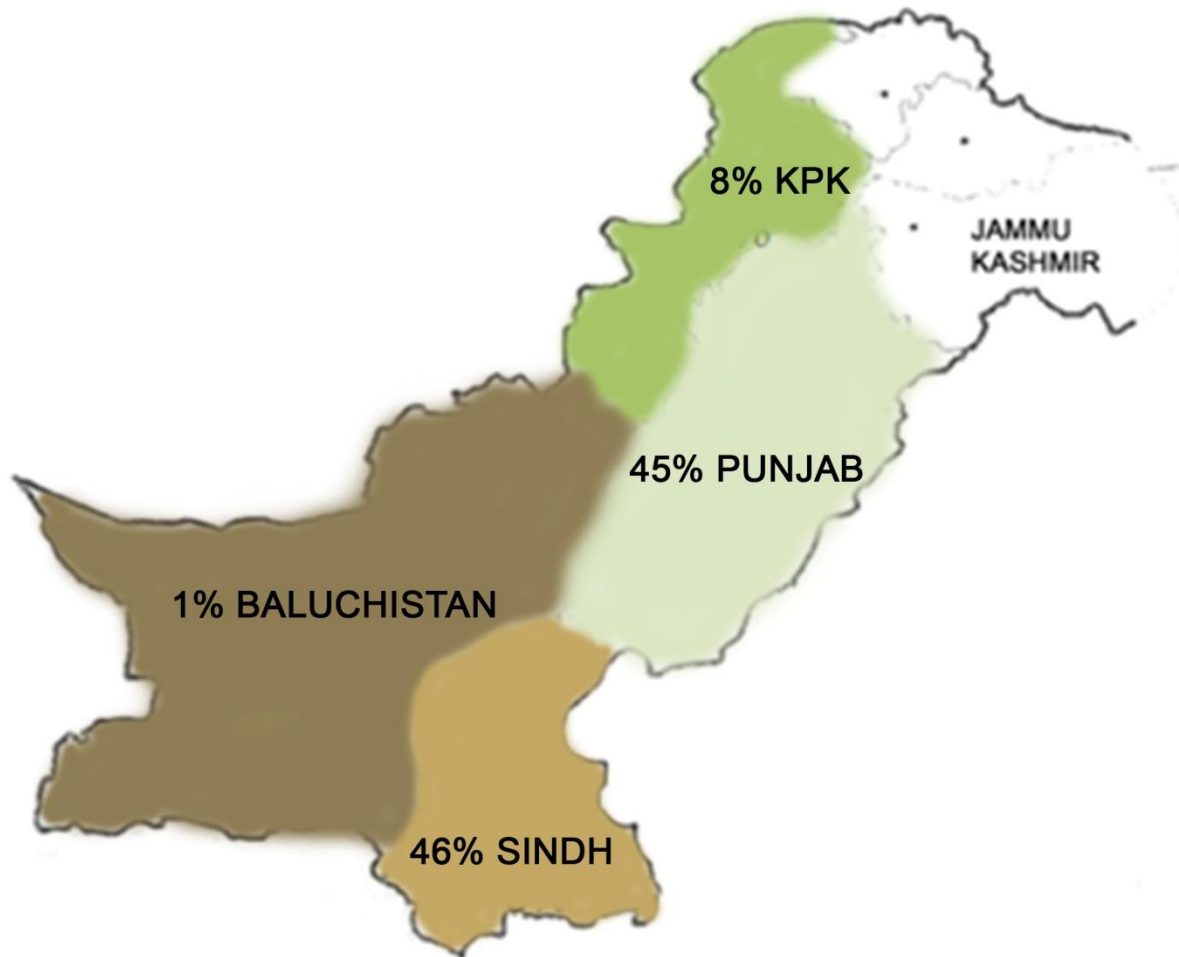 8% KPK
JAMMU
KASHMIR
45% PUNJAB
1% BALUCHISTAN
46% SINDH